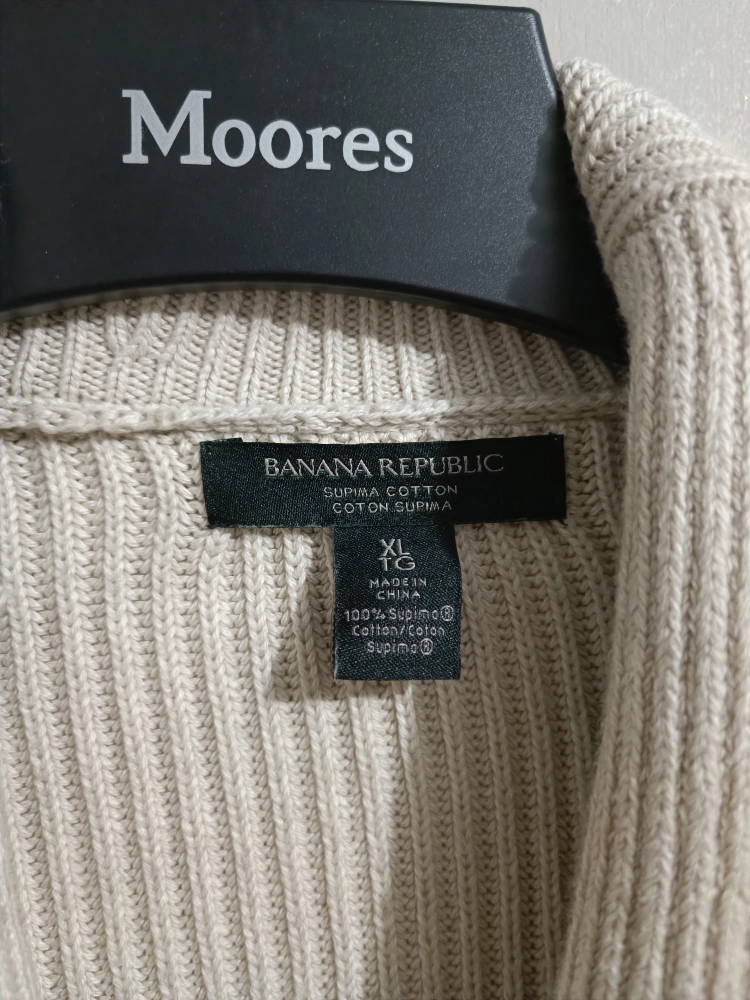 Moores
BANANA REPUBLIC
SUPIMA COTTON
COTON SUPIMA
XL
TG
MADE IN
CHINA
100% Supima®
Cotton/Coton
Supima®